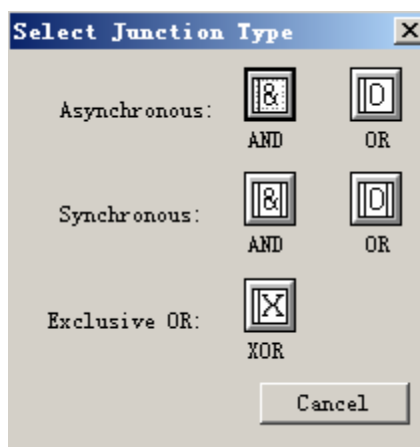 Select Junction Type
Asynchronous:
& O
AND OR
Synchronous:
& O
AND OR
Exclusive OR:
X
XOR
Cancel